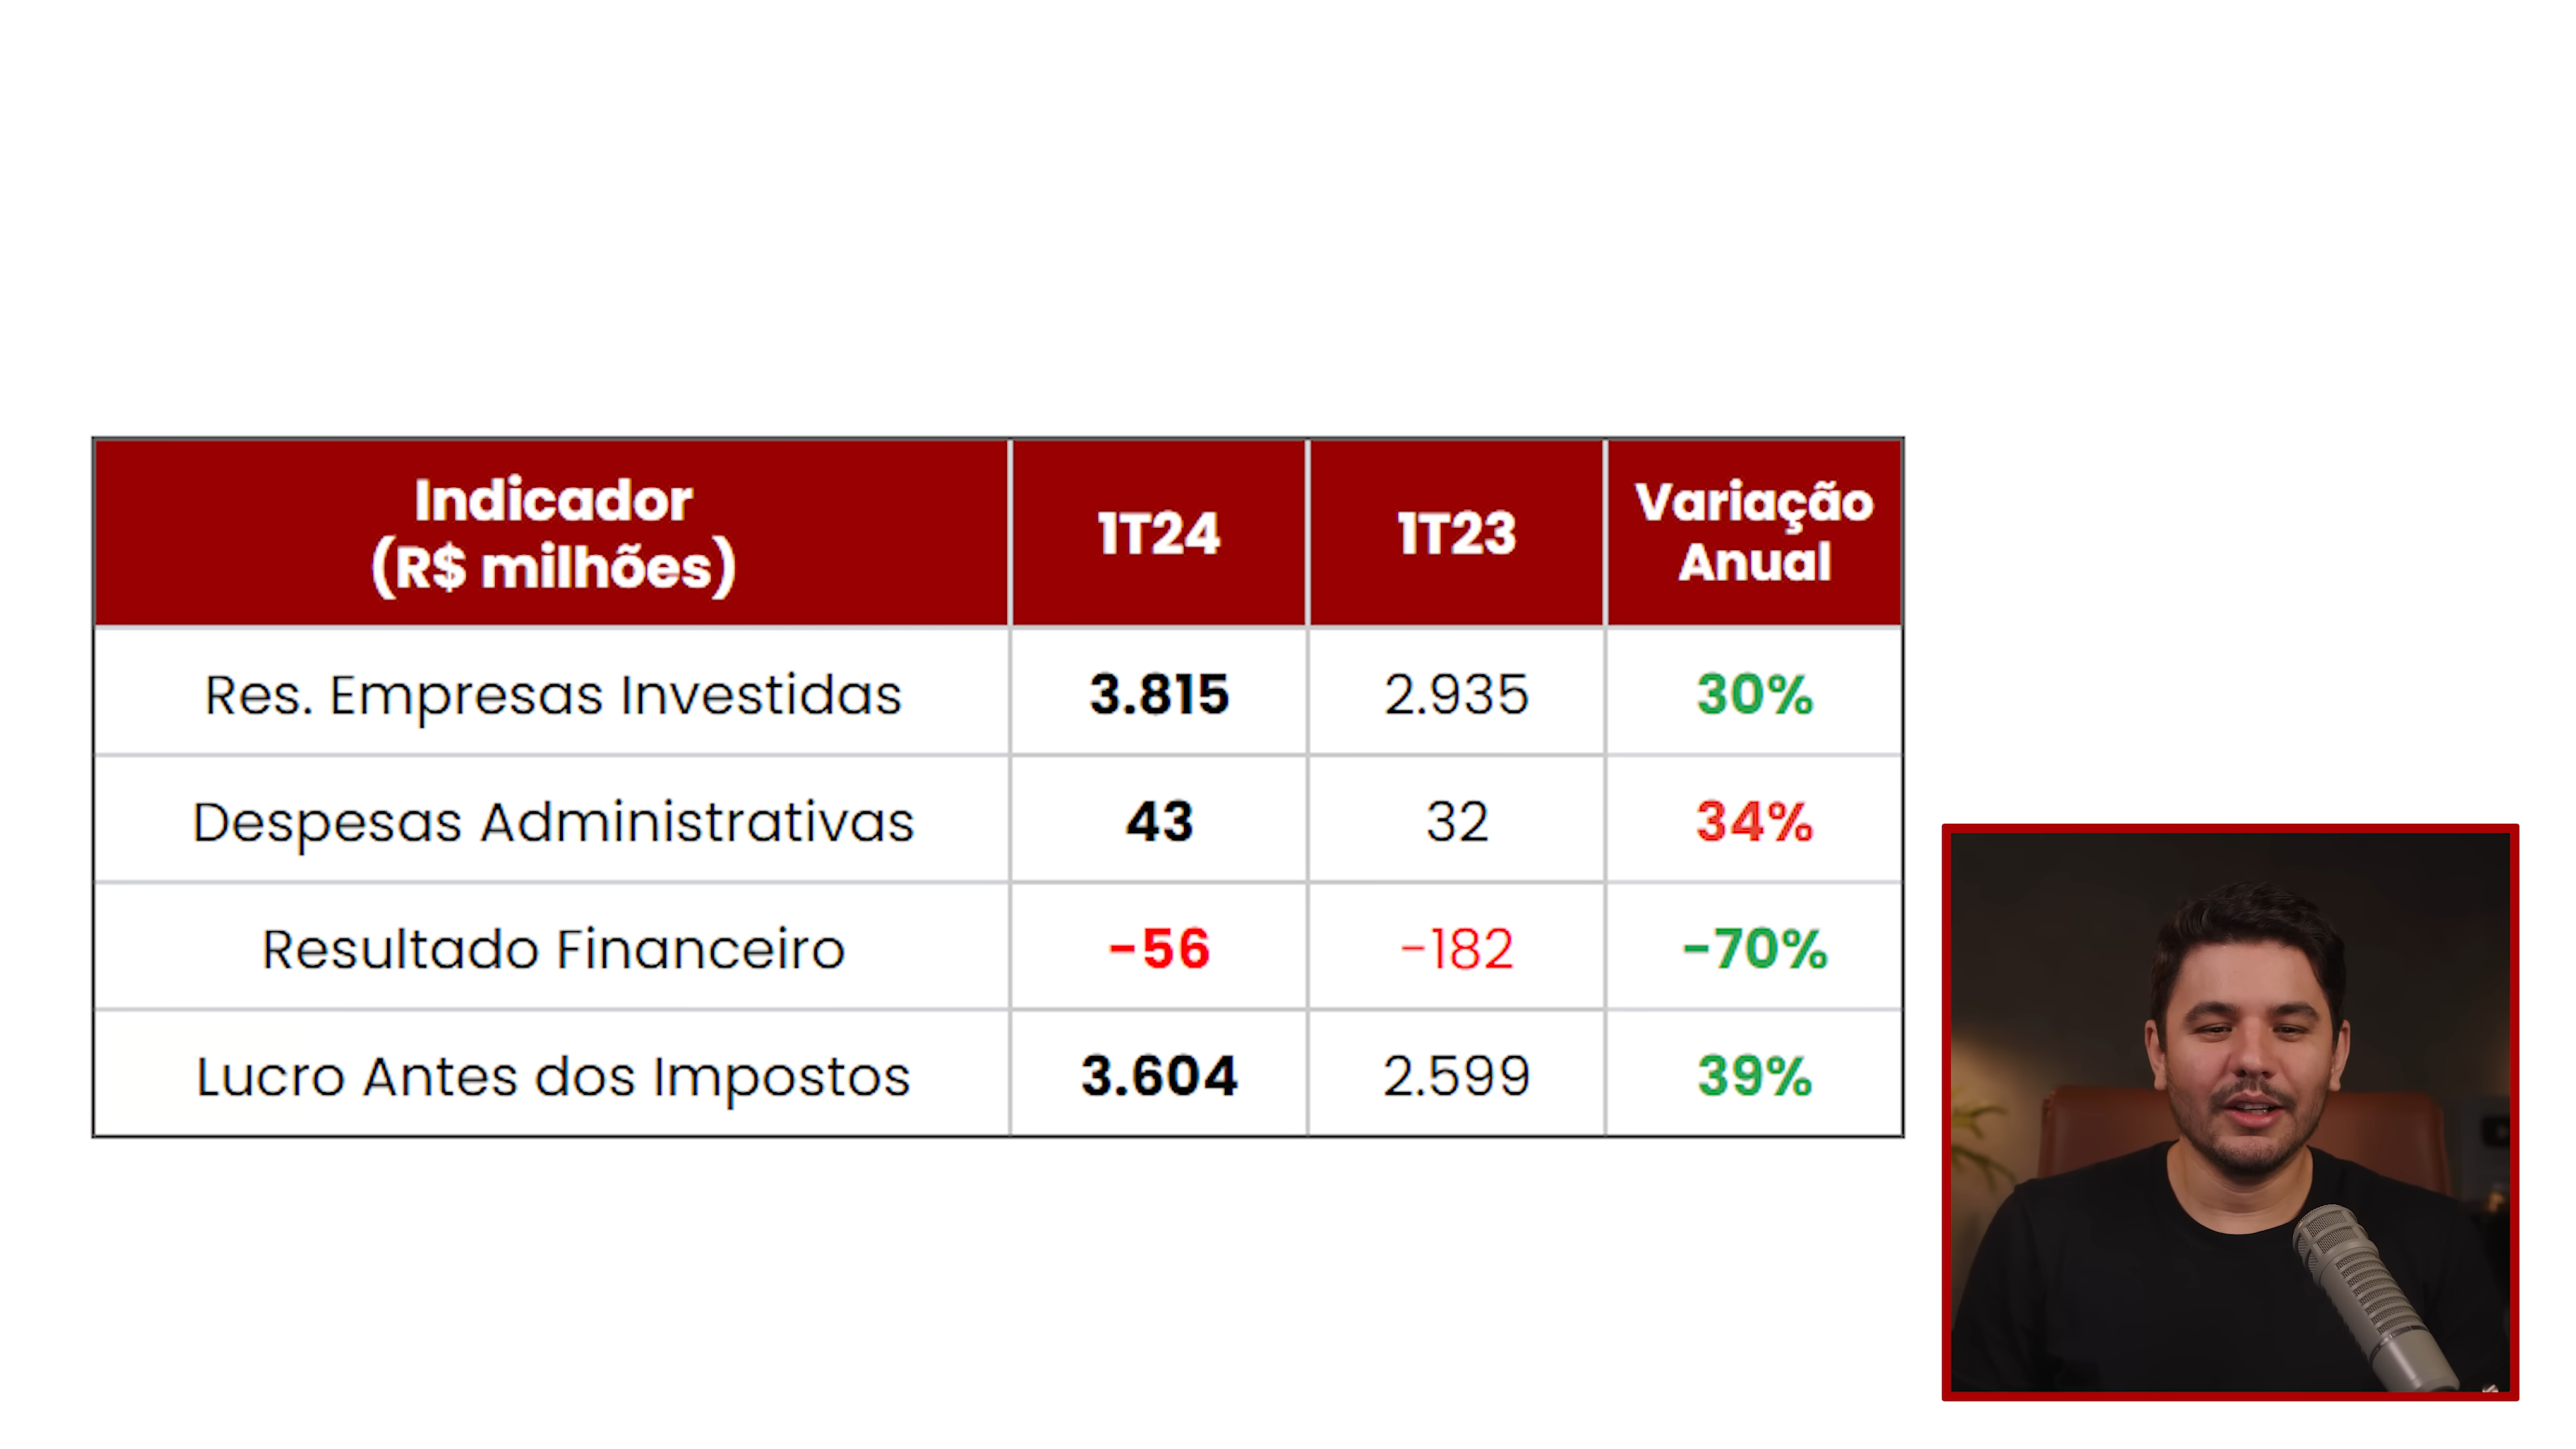 Indicador
(R$ milhões)
1T24
1T23
Variação
Anual
Res. Empresas Investidas
3.815
2.935
30%
Despesas Administrativas
43
32
34%
Resultado Financeiro
-56
-182
-70%
Lucro Antes dos Impostos
3.604
2.599
39%